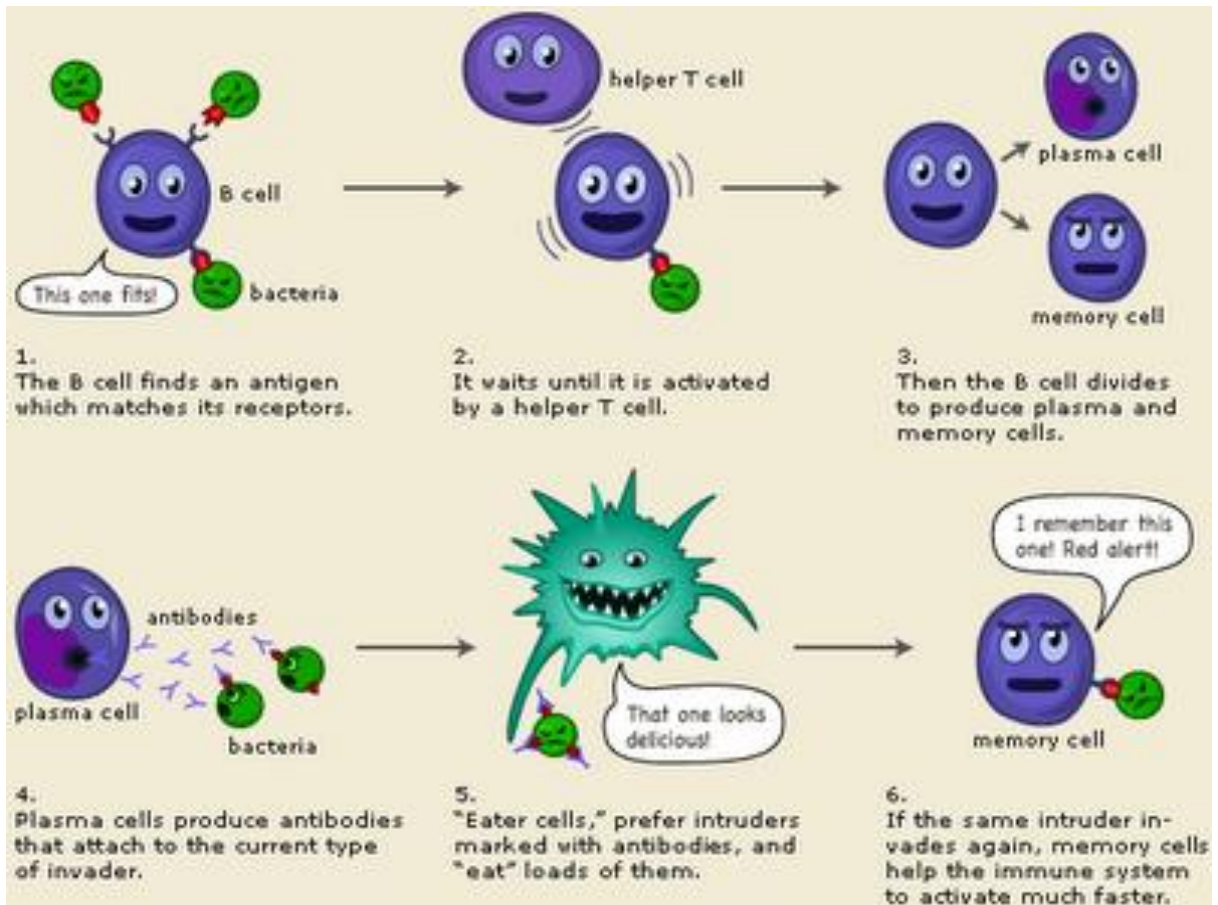 helper T cell
B cell
plasma cell
This one fits!
bacteria
memory cell
1.
The B cell finds an antigen
which matches its receptors.
2.
It waits until it is activated
by a helper T cell.
3.
Then the B cell divides
to produce plasma and
memory cells.
antibodies
plasma cell
bacteria
That one looks
delicious!
I remember this
one! Red alert!
memory cell
4.
Plasma cells produce antibodies
that attach to the current type
of invader.
5.
“Eater cells,” prefer intruders
marked with antibodies, and
“eat” loads of them.
6.
If the same intruder in-
vades again, memory cells
help the immune system
to activate much faster.